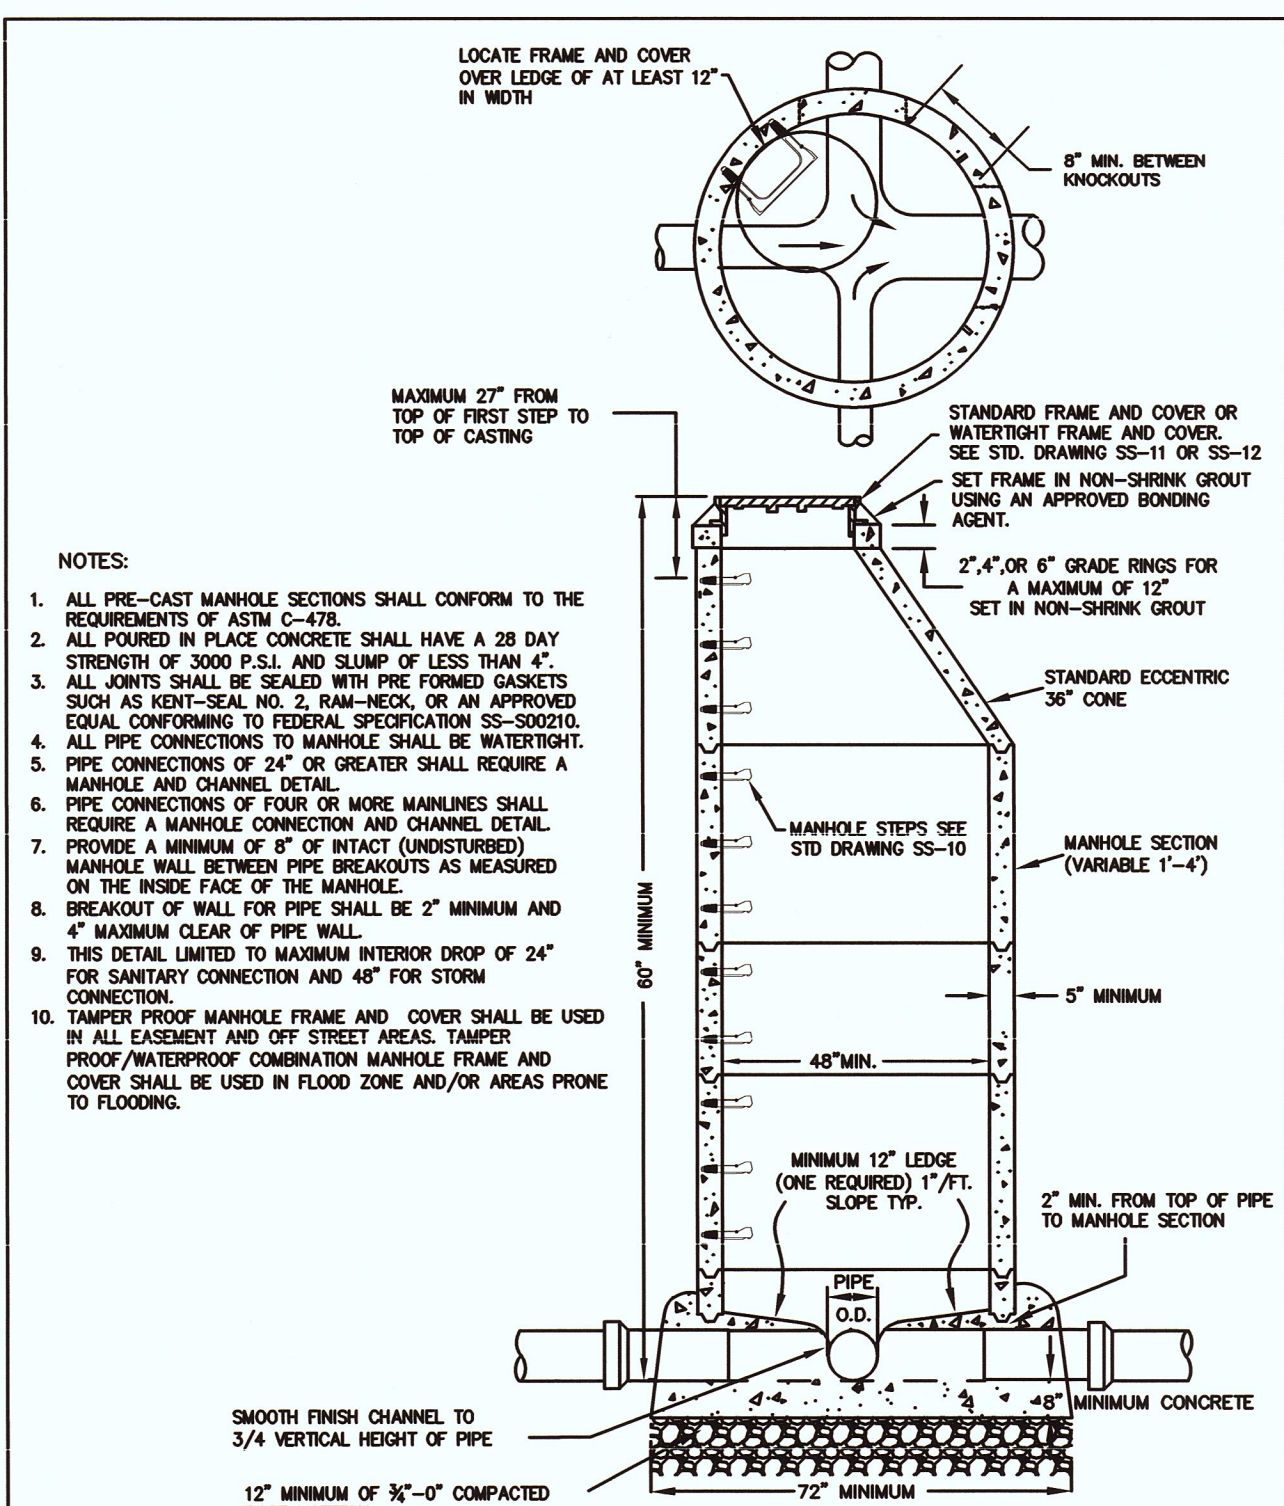 LOCATE FRAME AND COVER
OVER LEDGE OF AT LEAST 12"
IN WIDTH
8" MIN. BETWEEN
KNOCKOUTS
MAXIMUM 27" FROM
TOP OF FIRST STEP TO
TOP OF CASTING
STANDARD FRAME AND COVER OR
WATERTIGHT FRAME AND COVER.
SEE STD. DRAWING SS-11 OR SS-12
SET FRAME IN NON-SHRINK GROUT
USING AN APPROVED BONDING
AGENT.
2",4",OR 6" GRADE RINGS FOR
A MAXIMUM OF 12"
SET IN NON-SHRINK GROUT
STANDARD ECCENTRIC
36" CONE
NOTES:
1. ALL PRE-CAST MANHOLE SECTIONS SHALL CONFORM TO THE
REQUIREMENTS OF ASTM C-478.
2. ALL POURED IN PLACE CONCRETE SHALL HAVE A 28 DAY
STRENGTH OF 3000 P.S.I. AND SLUMP OF LESS THAN 4".
3. ALL JOINTS SHALL BE SEALED WITH PRE FORMED GASKETS
SUCH AS KENT-SEAL NO. 2, RAM-NECK, OR AN APPROVED
EQUAL CONFORMING TO FEDERAL SPECIFICATION SS-S00210.
4. ALL PIPE CONNECTIONS TO MANHOLE SHALL BE WATERTIGHT.
5. PIPE CONNECTIONS OF 24" OR GREATER SHALL REQUIRE A
MANHOLE AND CHANNEL DETAIL.
6. PIPE CONNECTIONS OF FOUR OR MORE MAINLINES SHALL
REQUIRE A MANHOLE CONNECTION AND CHANNEL DETAIL.
7. PROVIDE A MINIMUM OF 8" OF INTACT (UNDISTURBED)
MANHOLE WALL BETWEEN PIPE BREAKOUTS AS MEASURED
ON THE INSIDE FACE OF THE MANHOLE.
8. BREAKOUT OF WALL FOR PIPE SHALL BE 2" MINIMUM AND
4" MAXIMUM CLEAR OF PIPE WALL.
9. THIS DETAIL LIMITED TO MAXIMUM INTERIOR DROP OF 24"
FOR SANITARY CONNECTION AND 48" FOR STORM
CONNECTION.
10. TAMPER PROOF MANHOLE FRAME AND COVER SHALL BE USED
IN ALL EASEMENT AND OFF STREET AREAS. TAMPER
PROOF/WATERPROOF COMBINATION MANHOLE FRAME AND
COVER SHALL BE USED IN FLOOD ZONE AND/OR AREAS PRONE
TO FLOODING.
MANHOLE STEPS SEE
STD DRAWING SS-10
MANHOLE SECTION
(VARIABLE 1'-4')
60" MINIMUM
5" MINIMUM
48"MIN.
MINIMUM 12" LEDGE
(ONE REQUIRED) 1"/FT.
SLOPE TYP.
2" MIN. FROM TOP OF PIPE
TO MANHOLE SECTION
PIPE
O.D.
8" MINIMUM CONCRETE
SMOOTH FINISH CHANNEL TO
3/4 VERTICAL HEIGHT OF PIPE
12" MINIMUM OF ¾"-0" COMPACTED
72" MINIMUM